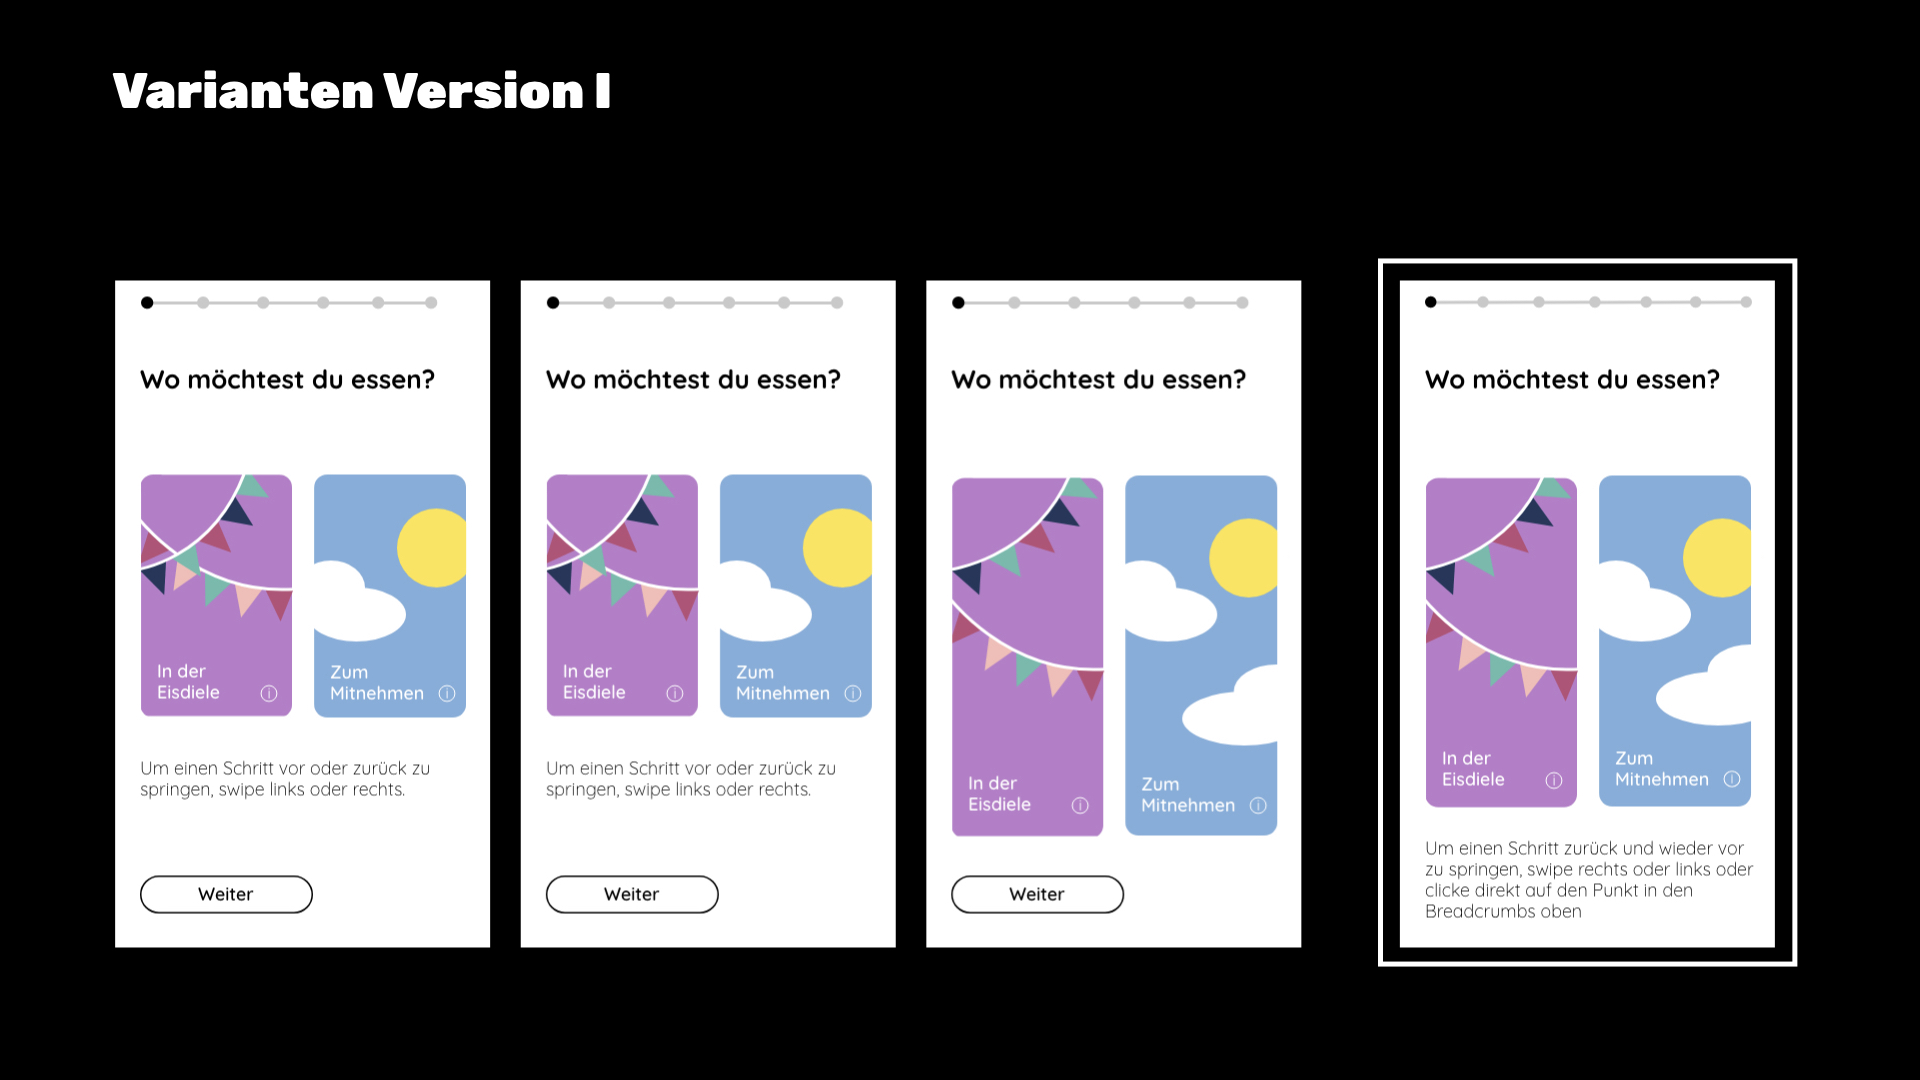 Varianten Version I
Wo möchtest du essen?
In der
Eisdiele
Zum
Mitnehmen
Um einen Schritt vor oder zurück zu
springen, swipe links oder rechts.
Weiter
Wo möchtest du essen?
In der
Eisdiele
Zum
Mitnehmen
Um einen Schritt vor oder zurück zu
springen, swipe links oder rechts.
Weiter
Wo möchtest du essen?
In der
Eisdiele
Zum
Mitnehmen
Weiter
Wo möchtest du essen?
In der
Eisdiele
Zum
Mitnehmen
Um einen Schritt zurück und wieder vor
zu springen, swipe rechts oder links oder
clicke direkt auf den Punkt in den
Breadcrumbs oben